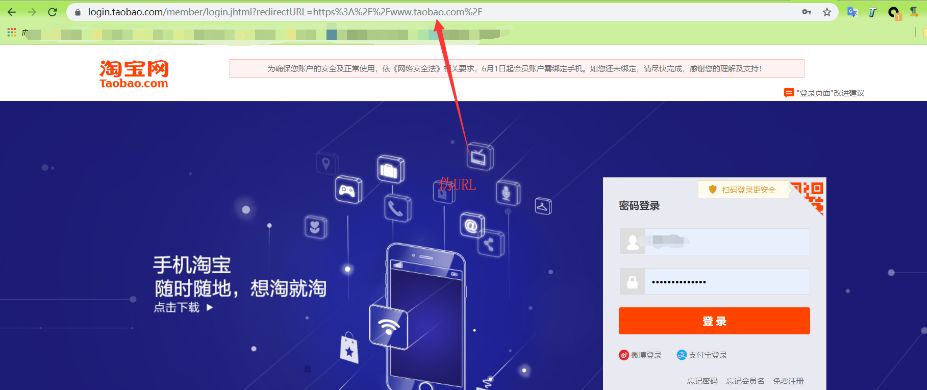 login.taobao.com/member/login.jhtml?redirectURL=https%3A%2F%2Fwww.taobao.com%2F
淘宝网
Taobao.com
为确保您账户的安全及正常使用，依《网络安全法》相关要求，6月1日起会员账户需绑定手机。如您还未绑定，请尽快完成，感谢您的理解及支持！
"登录页面"改进建议
伪URL
扫码登录更安全
密码登录
手机淘宝
随时随地，想淘就淘
点击下载
登 录
微博登录
支付宝登录
忘记密码 忘记会员名 免费注册